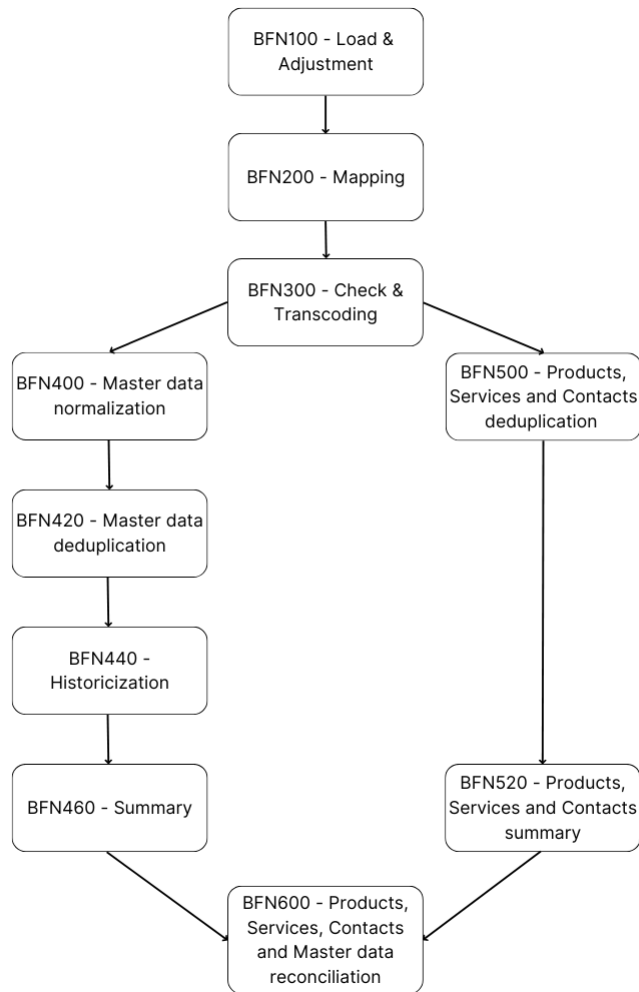 BFN100 - Load &
Adjustment
BFN200 - Mapping
BFN300 - Check &
Transcoding
BFN400 - Master data
normalization
BFN500 - Products,
Services and Contacts
deduplication
BFN420 - Master data
deduplication
BFN440 -
Historicization
BFN460 - Summary
BFN520 - Products,
Services and Contacts
summary
BFN600 - Products,
Services, Contacts
and Master data
reconciliation